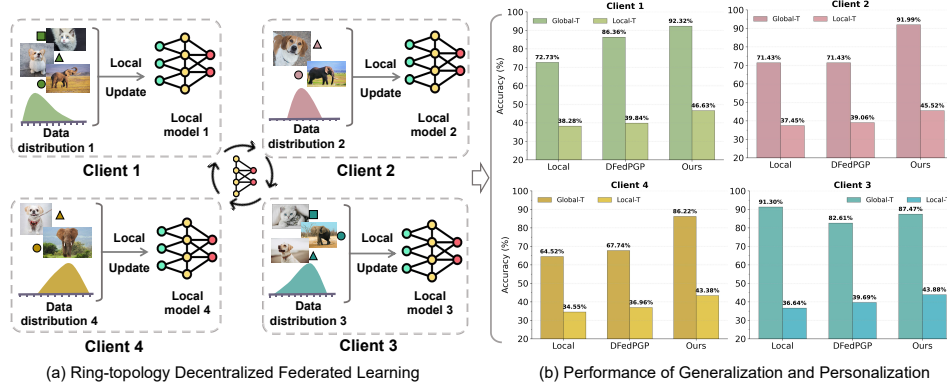 Local
Update
Data
distribution 1
Local
model 1
Client 1
Local
Update
Data
distribution 2
Local
model 2
Client 2
Local
Update
Data
distribution 4
Local
model 4
Client 4
Local
Update
Data
distribution 3
Local
model 3
Client 3
(a) Ring-topology Decentralized Federated Learning
Client 1
Global-T
Local-T
Accuracy (%)
100
90
80
70
60
50
40
30
20
72.73%
38.28%
86.36%
39.84%
92.32%
46.63%
Local
DFedPGP
Ours
Client 2
Global-T
Local-T
100
90
80
70
60
50
40
30
20
71.43%
37.45%
71.43%
39.06%
91.99%
45.52%
Local
DFedPGP
Ours
Client 4
Global-T
Local-T
Accuracy (%)
100
90
80
70
60
50
40
30
20
64.52%
34.55%
67.74%
36.96%
86.22%
43.38%
Local
DFedPGP
Ours
Client 3
Global-T
Local-T
100
90
80
70
60
50
40
30
20
91.30%
36.64%
82.61%
39.69%
87.47%
43.88%
Local
DFedPGP
Ours
(b) Performance of Generalization and Personalization